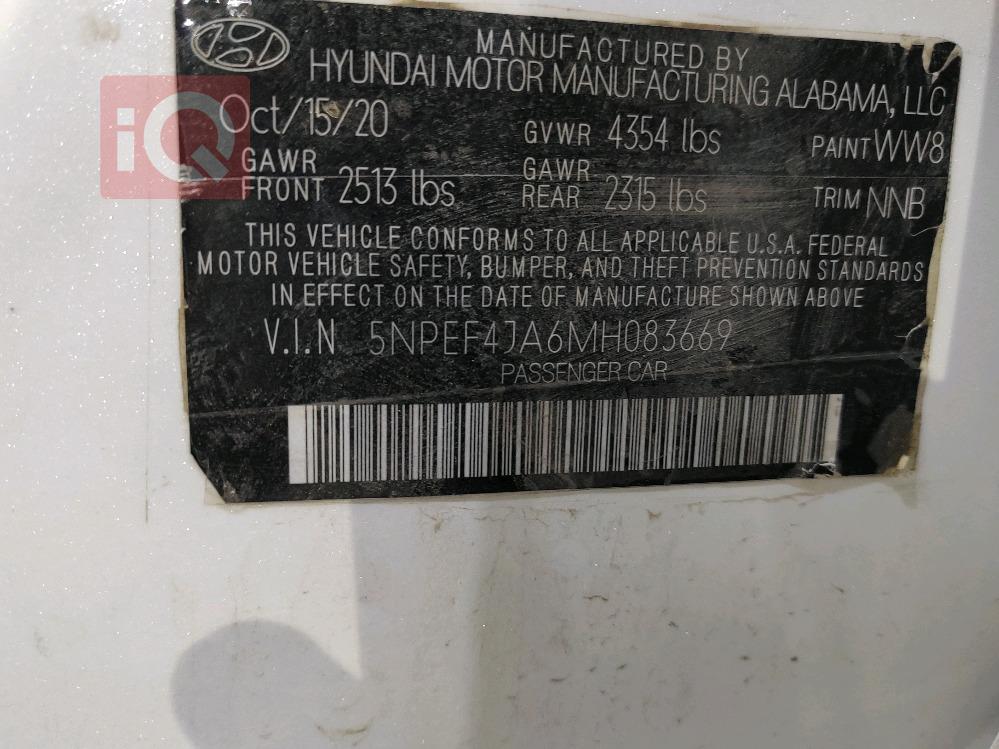 MANUFACTURED BY
HYUNDAI MOTOR MANUFACTURING ALABAMA, LLC
iQ
Oct/15/20 GVWR 4354 lbs PAINT WW8
GAWR FRONT 2513 lbs GAWR REAR 2315 lbs TRIM NNB
THIS VEHICLE CONFORMS TO ALL APPLICABLE U.S.A. FEDERAL
MOTOR VEHICLE SAFETY, BUMPER, AND THEFT PREVENTION STANDARDS
IN EFFECT ON THE DATE OF MANUFACTURE SHOWN ABOVE
V.I.N 5NPEF4JA6MH083669
PASSENGER CAR